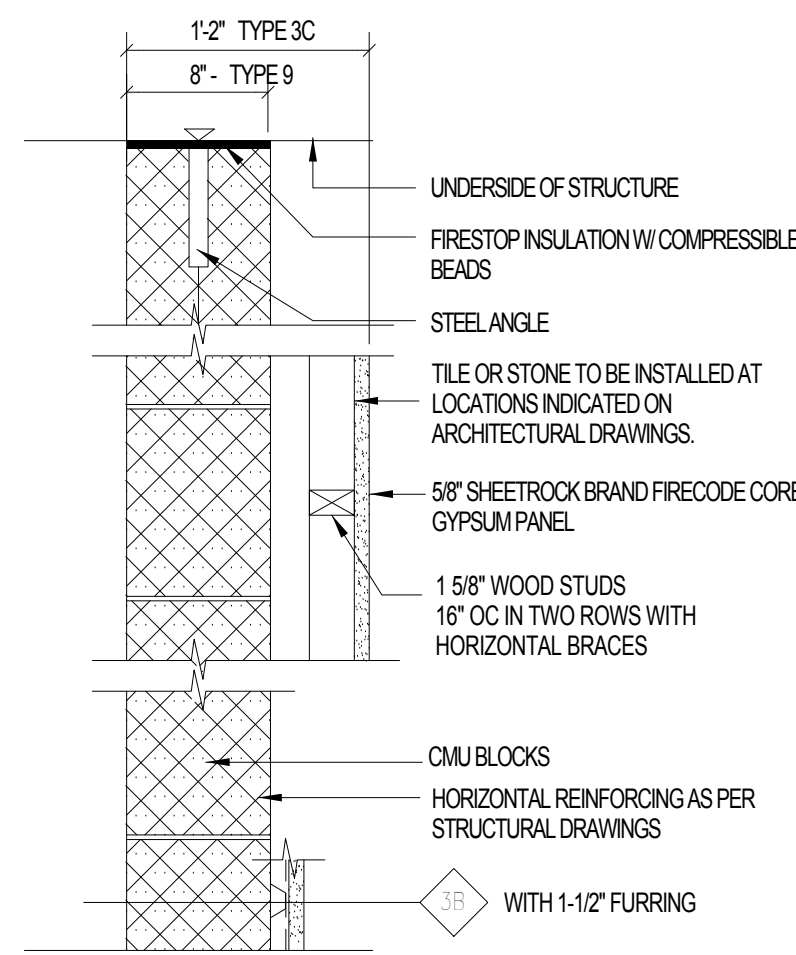 1'-2" TYPE 3C
8" - TYPE 9
UNDERSIDE OF STRUCTURE
FIRESTOP INSULATION W/ COMPRESSIBLE
BEADS
STEEL ANGLE
TILE OR STONE TO BE INSTALLED AT
LOCATIONS INDICATED ON
ARCHITECTURAL DRAWINGS.
5/8" SHEETROCK BRAND FIRECODE CORE
GYPSUM PANEL
1 5/8" WOOD STUDS
16" OC IN TWO ROWS WITH
HORIZONTAL BRACES
CMU BLOCKS
HORIZONTAL REINFORCING AS PER
STRUCTURAL DRAWINGS
3B WITH 1-1/2" FURRING